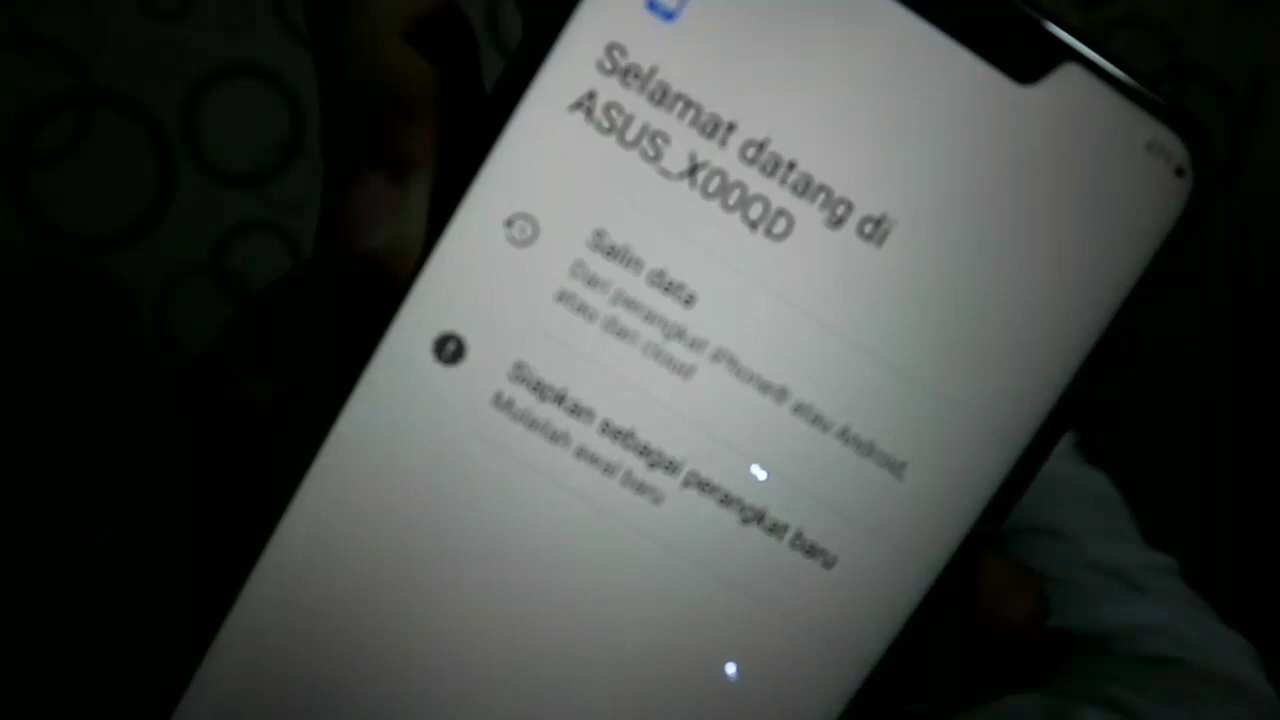 Selamat datang di
ASUS_X00QD
Salin data
Dari perangkat iPhone® atau Android,
atau dari cloud
Siapkan sebagai perangkat baru
Mulailah awal baru